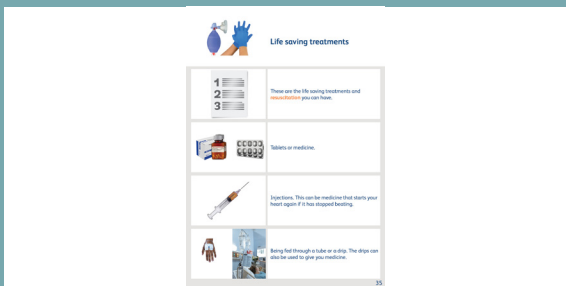 Life saving treatments
1
2
3
These are the life saving treatments and
resuscitation you can have.
Tablets or medicine.
Injections. This can be medicine that starts your
heart again if it has stopped beating.
Being fed through a tube or a drip. The drips can
also be used to give you medicine.
35